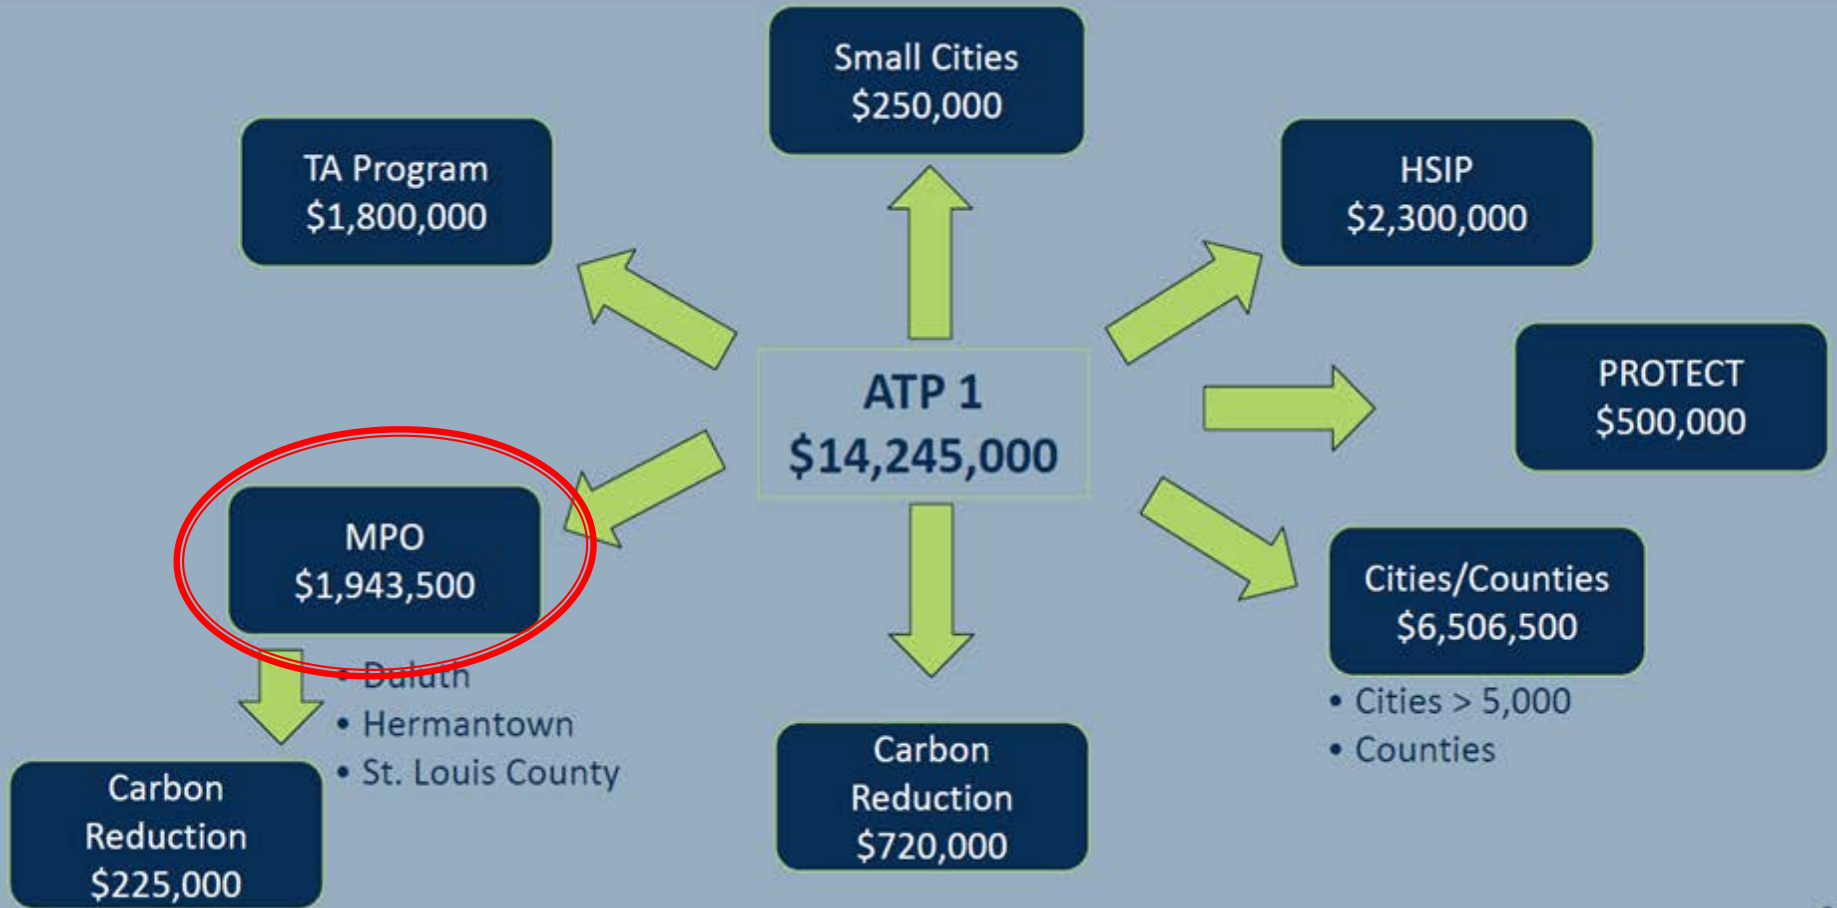 Small Cities
$250,000
TA Program
$1,800,000
HSIP
$2,300,000
PROTECT
$500,000
ATP 1
$14,245,000
MPO
$1,943,500
Cities/Counties
$6,506,500
• Cities > 5,000
• Counties
• Duluth
• Hermantown
• St. Louis County
Carbon
Reduction
$720,000
Carbon
Reduction
$225,000